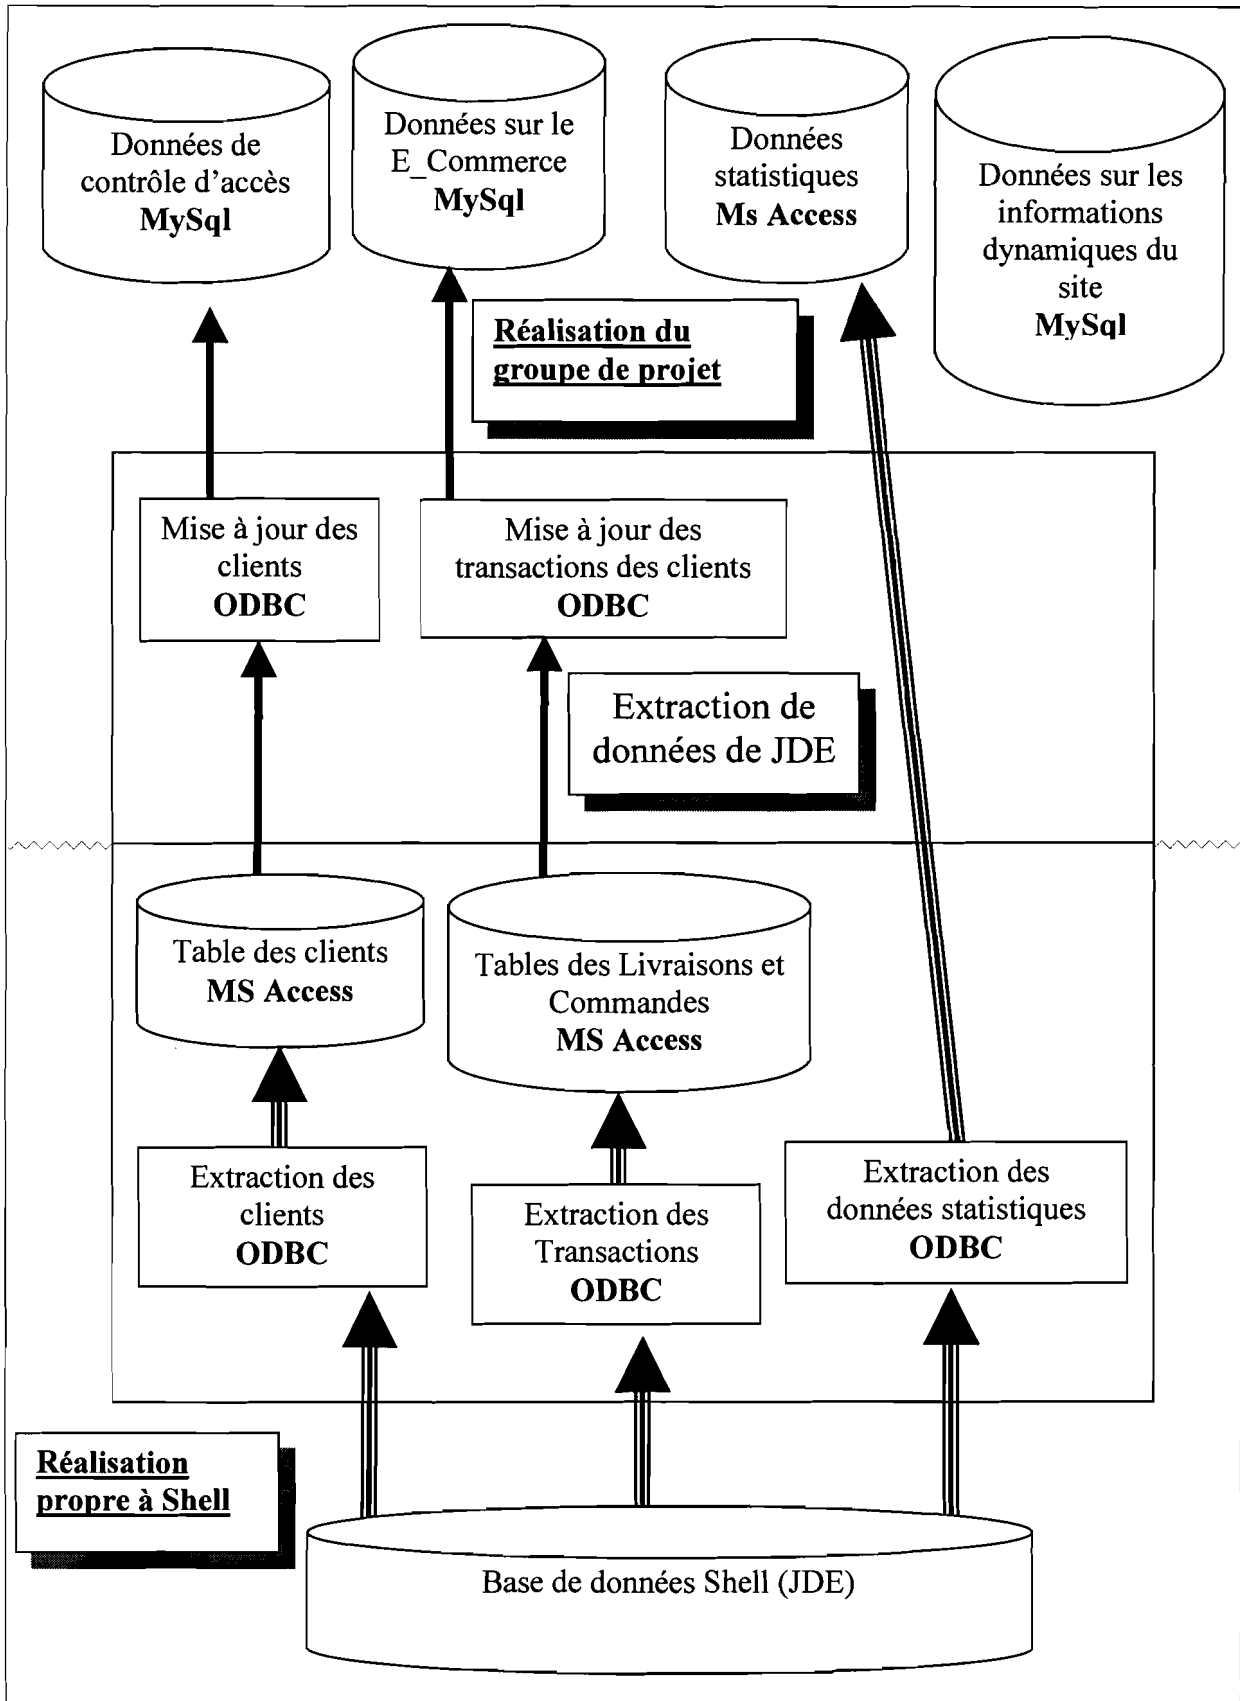 Données de
contrôle d'accès
MySql
Données sur le
E_Commerce
MySql
Données
statistiques
Ms Access
Données sur les
informations
dynamiques du
site
MySql
Réalisation du
groupe de projet
Mise à jour des
clients
ODBC
Mise à jour des
transactions des clients
ODBC
Extraction de
données de JDE
Table des clients
MS Access
Tables des Livraisons et
Commandes
MS Access
Extraction des
clients
ODBC
Extraction des
Transactions
ODBC
Extraction des
données statistiques
ODBC
Réalisation
propre à Shell
Base de données Shell (JDE)